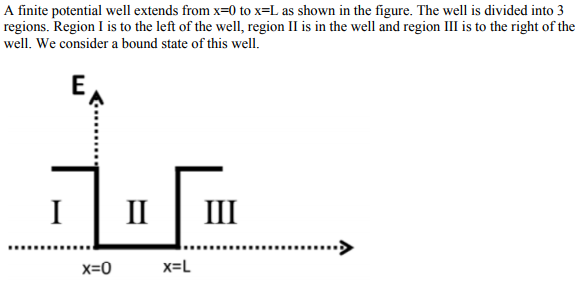 A finite potential well extends from x=0 to x=L as shown in the figure. The well is divided into 3
regions. Region I is to the left of the well, region II is in the well and region III is to the right of the
well. We consider a bound state of this well.
E
I II III
x=0 x=L